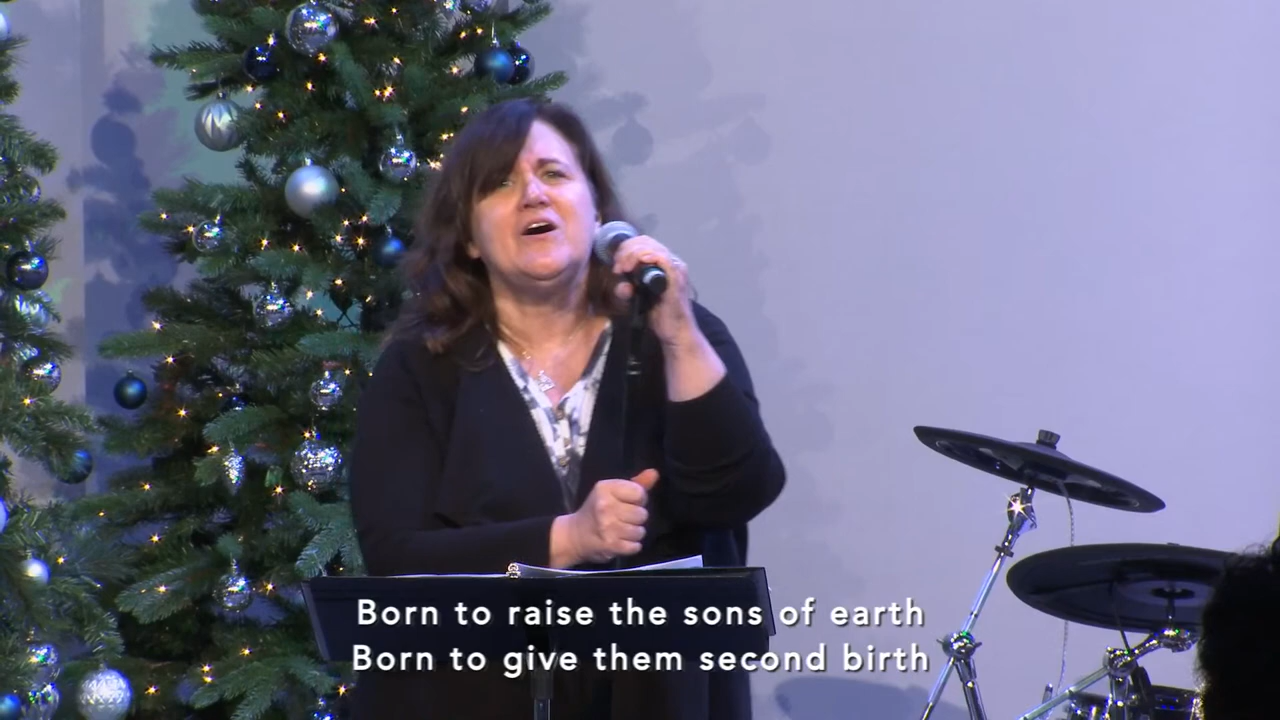 Born to raise the sons of earth
Born to give them second birth